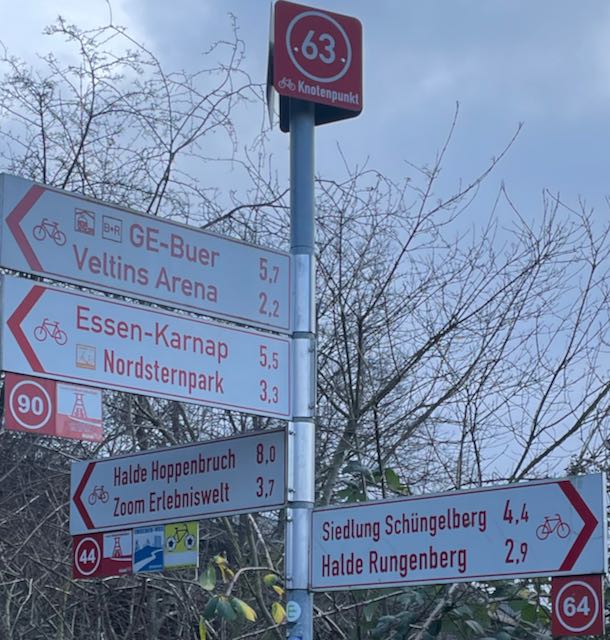 63
Knotenpunkt
B+R GE-Buer 5,7
Veltins Arena 2,2
Essen-Karnap 5,5
Nordsternpark 3,3
90
Halde Hoppenbruch 8,0
Zoom Erlebniswelt 3,7
44
Siedlung Schüngelberg 4,4
Halde Rungenberg 2,9
64